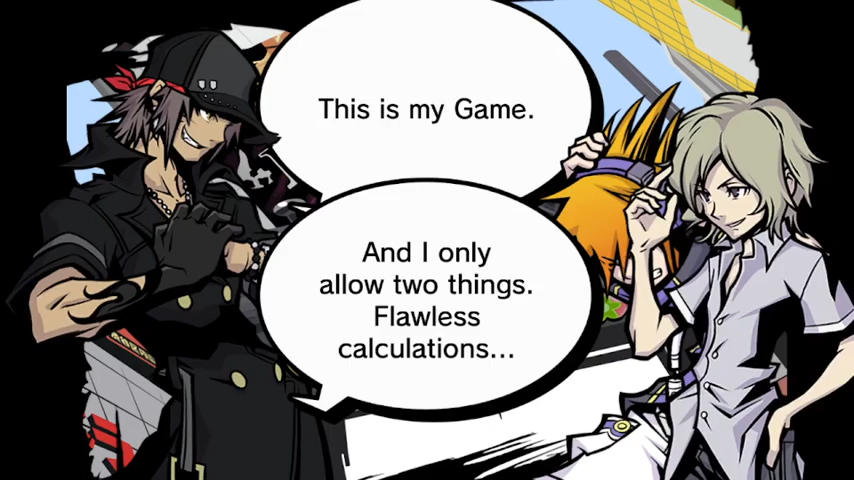 This is my Game.
And I only
allow two things.
Flawless
calculations...